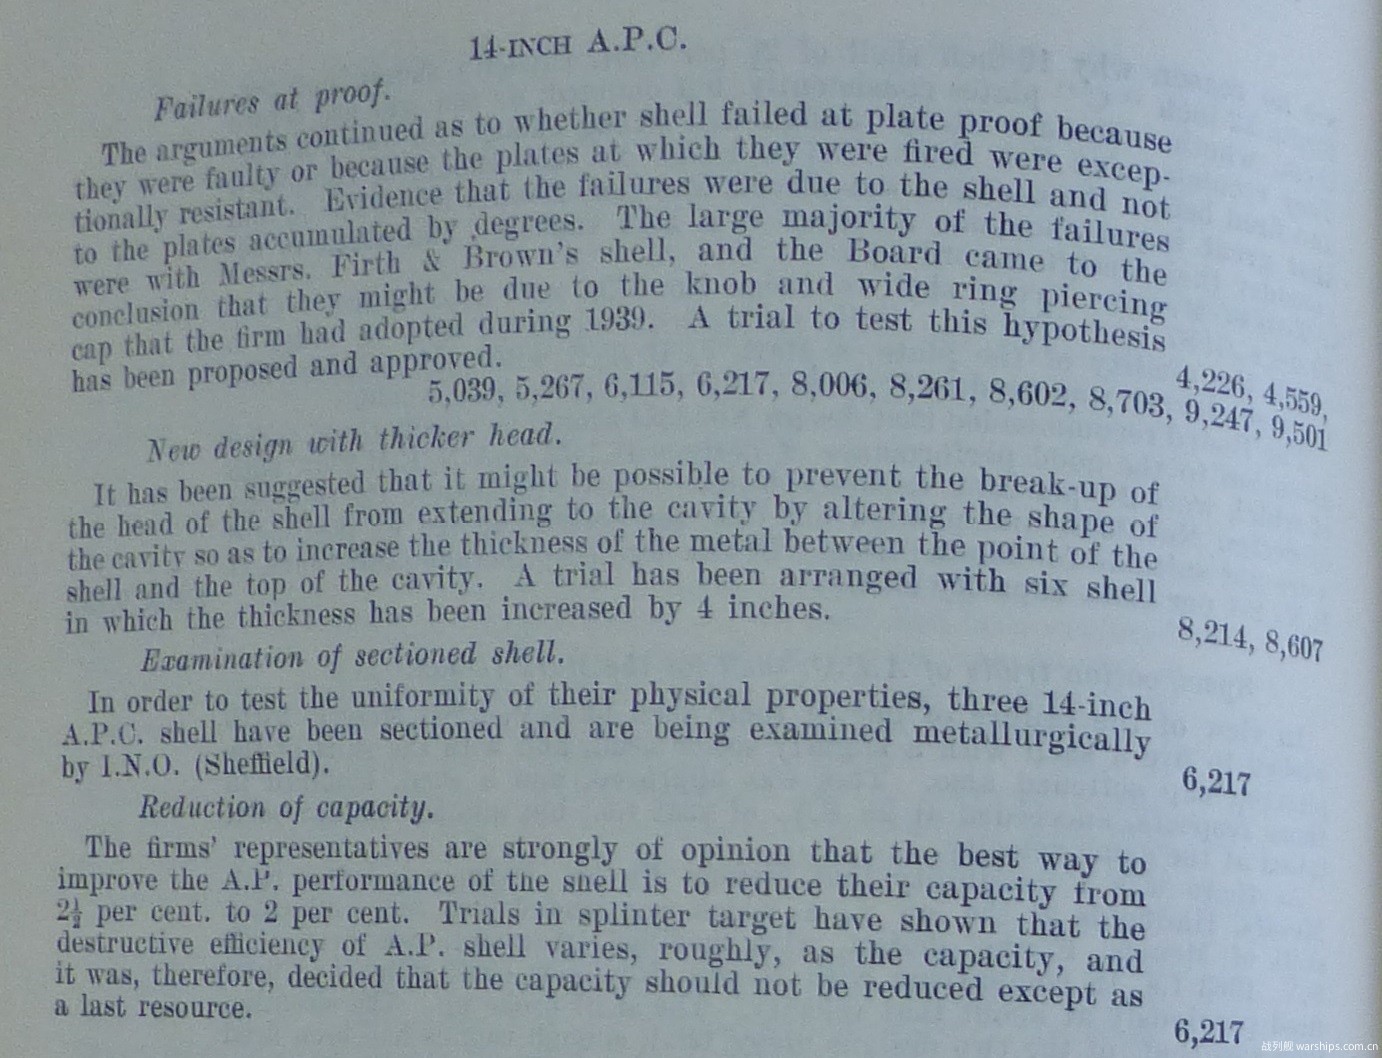 14-INCH A.P.C.
Failures at proof.
The arguments continued as to whether shell failed at plate proof because
they were faulty or because the plates at which they were fired were excep-
tionally resistant. Evidence that the failures were due to the shell and not
to the plates accumulated by degrees. The large majority of the failures
were with Messrs. Firth & Brown's shell, and the Board came to the
conclusion that they might be due to the knob and wide ring piercing
cap that the firm had adopted during 1939. A trial to test this hypothesis
has been proposed and approved.
4,226, 4,559,
5,039, 5,267, 6,115, 6,217, 8,006, 8,261, 8,602, 8,703, 9,247, 9,501
New design with thicker head.
It has been suggested that it might be possible to prevent the break-up of
the head of the shell from extending to the cavity by altering the shape of
the cavity so as to increase the thickness of the metal between the point of the
shell and the top of the cavity. A trial has been arranged with six shell
in which the thickness has been increased by 4 inches.
8,214, 8,607
Examination of sectioned shell.
In order to test the uniformity of their physical properties, three 14-inch
A.P.C. shell have been sectioned and are being examined metallurgically
by I.N.O. (Sheffield).
6,217
Reduction of capacity.
The firms' representatives are strongly of opinion that the best way to
improve the A.P. performance of the shell is to reduce their capacity from
2½ per cent. to 2 per cent. Trials in splinter target have shown that the
destructive efficiency of A.P. shell varies, roughly, as the capacity, and
it was, therefore, decided that the capacity should not be reduced except as
a last resource.
6,217
战列舰 warships.com.cn